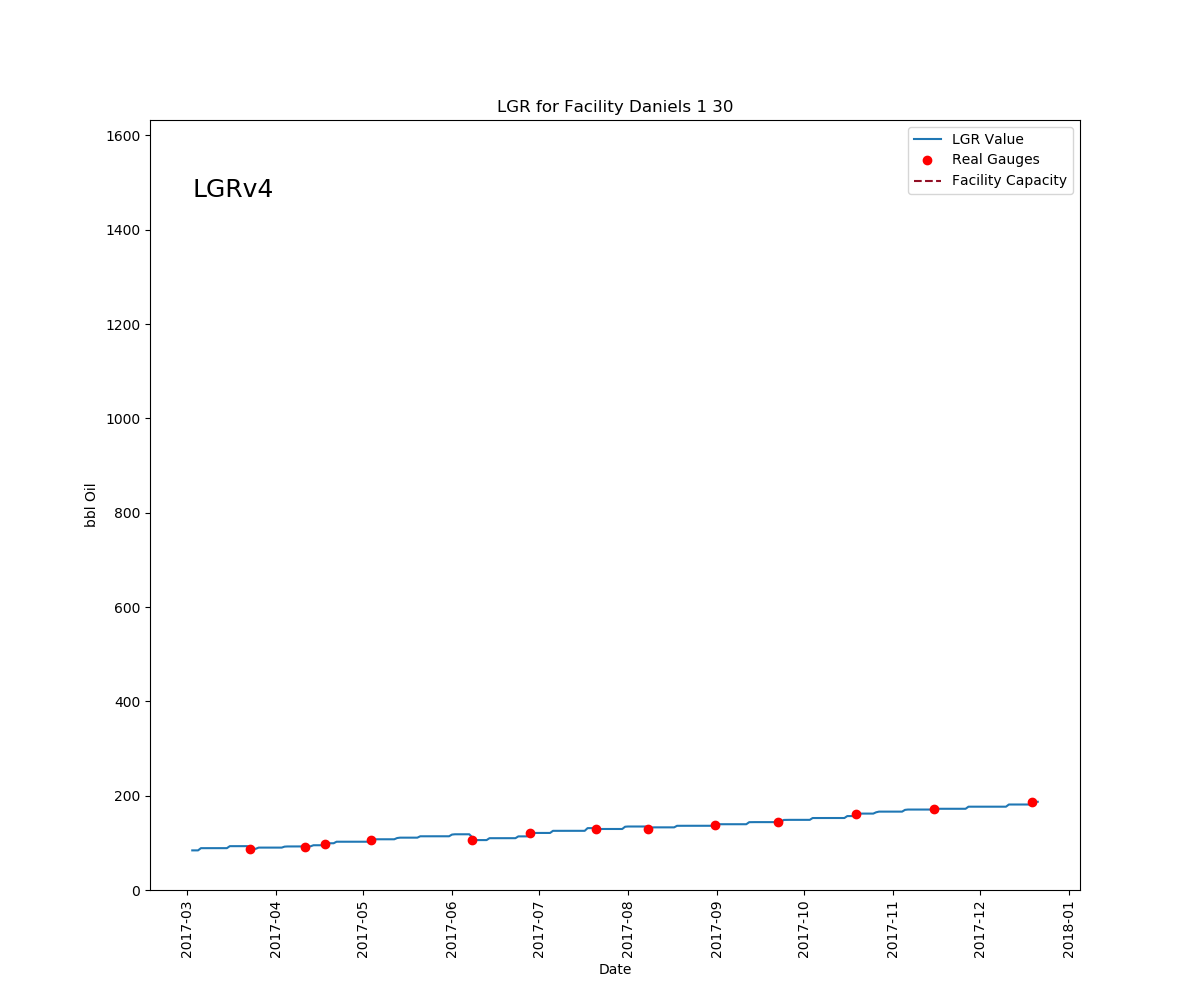 LGR for Facility Daniels 1 30
LGRv4
LGR Value
Real Gauges
Facility Capacity
bbl Oil
1600
1400
1200
1000
800
600
400
200
0
2017-03
2017-04
2017-05
2017-06
2017-07
2017-08
2017-09
2017-10
2017-11
2017-12
2018-01
Date